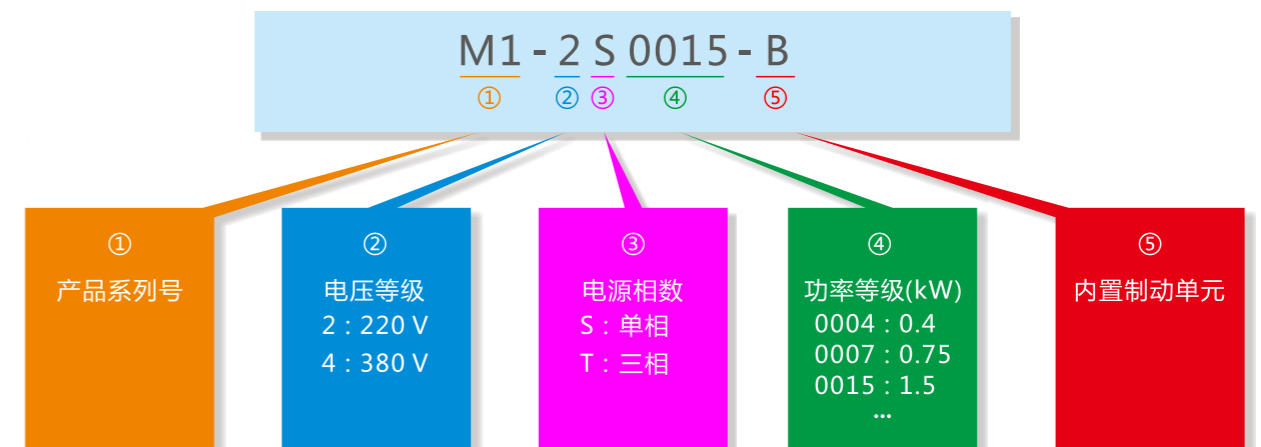 M1 - 2 S 0015 - B
① ② ③ ④ ⑤
①
产品系列号
②
电压等级
2：220 V
4：380 V
③
电源相数
S：单相
T：三相
④
功率等级(kW)
0004：0.4
0007：0.75
0015：1.5
...
⑤
内置制动单元